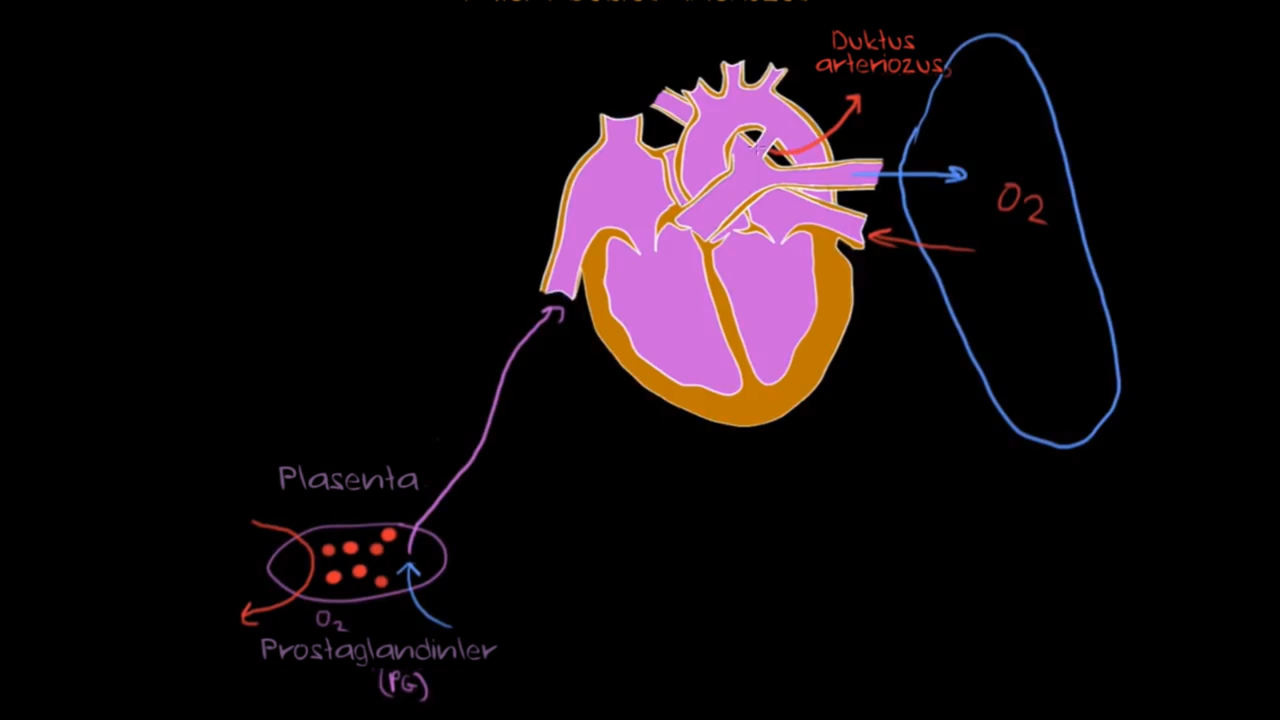 Duktus
arteriozus,
O2
Plasenta
O2
Prostaglandinler
(PG)